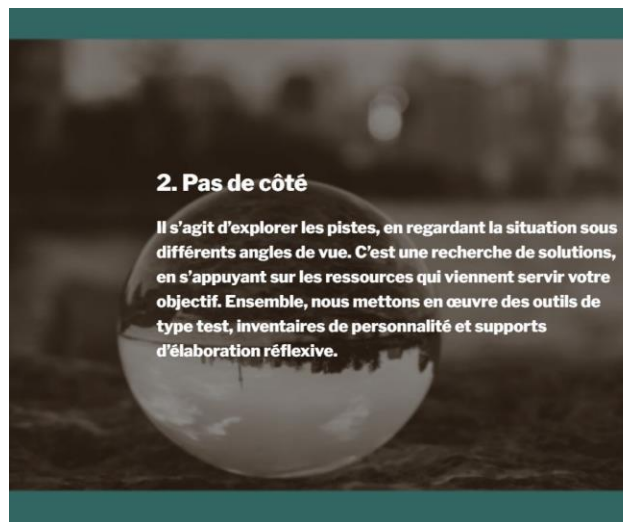 2. Pas de côté
Il s'agit d'explorer les pistes, en regardant la situation sous
différents angles de vue. C'est une recherche de solutions,
en s'appuyant sur les ressources qui viennent servir votre
objectif. Ensemble, nous mettons en œuvre des outils de
type test, inventaires de personnalité et supports
d'élaboration réflexive.